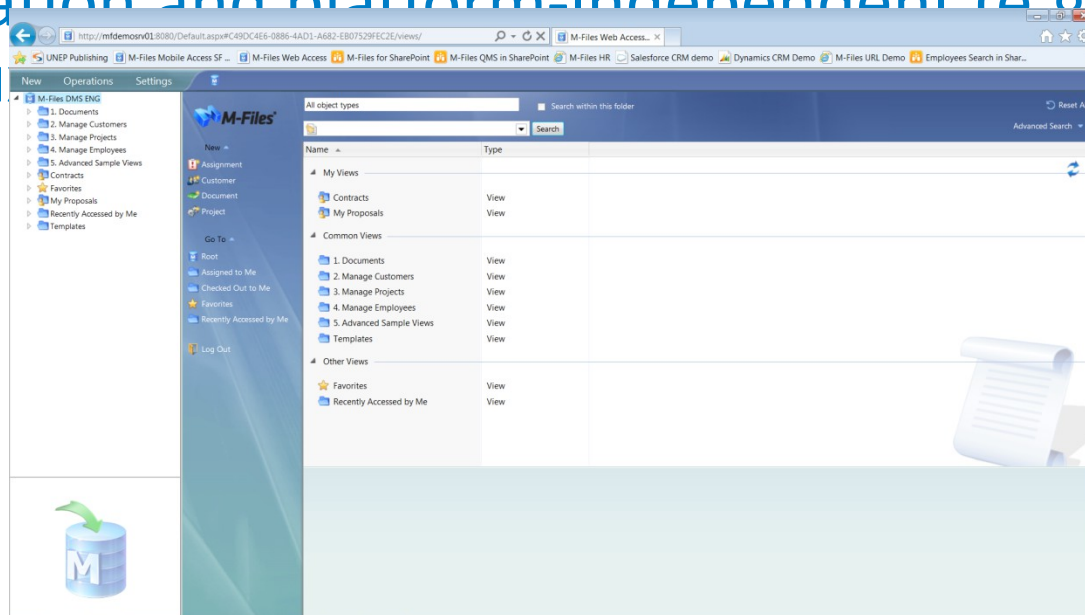 and platform-independent
http://mfdemosrv01:8080/Default.aspx#C49DC4E6-0886-4AD1-A682-EB07529FEC2E/views/
M-Files Web Access...
UNEP Publishing M-Files Mobile Access SF ... M-Files Web Access M-Files for SharePoint M-Files QMS in SharePoint M-Files HR Salesforce CRM demo Dynamics CRM Demo M-Files URL Demo Employees Search in Shar...
New Operations Settings
M-Files DMS ENG
1. Documents
2. Manage Customers
3. Manage Projects
4. Manage Employees
5. Advanced Sample Views
Contracts
Favorites
My Proposals
Recently Accessed by Me
Templates
M-Files
New
Assignment
Customer
Document
Project
Go To
Root
Assigned to Me
Checked Out to Me
Favorites
Recently Accessed by Me
Log Out
All object types Search within this folder Reset
Search Advanced Search
Name Type
My Views
Contracts View
My Proposals View
Common Views
1. Documents View
2. Manage Customers View
3. Manage Projects View
4. Manage Employees View
5. Advanced Sample Views View
Templates View
Other Views
Favorites View
Recently Accessed by Me View
M